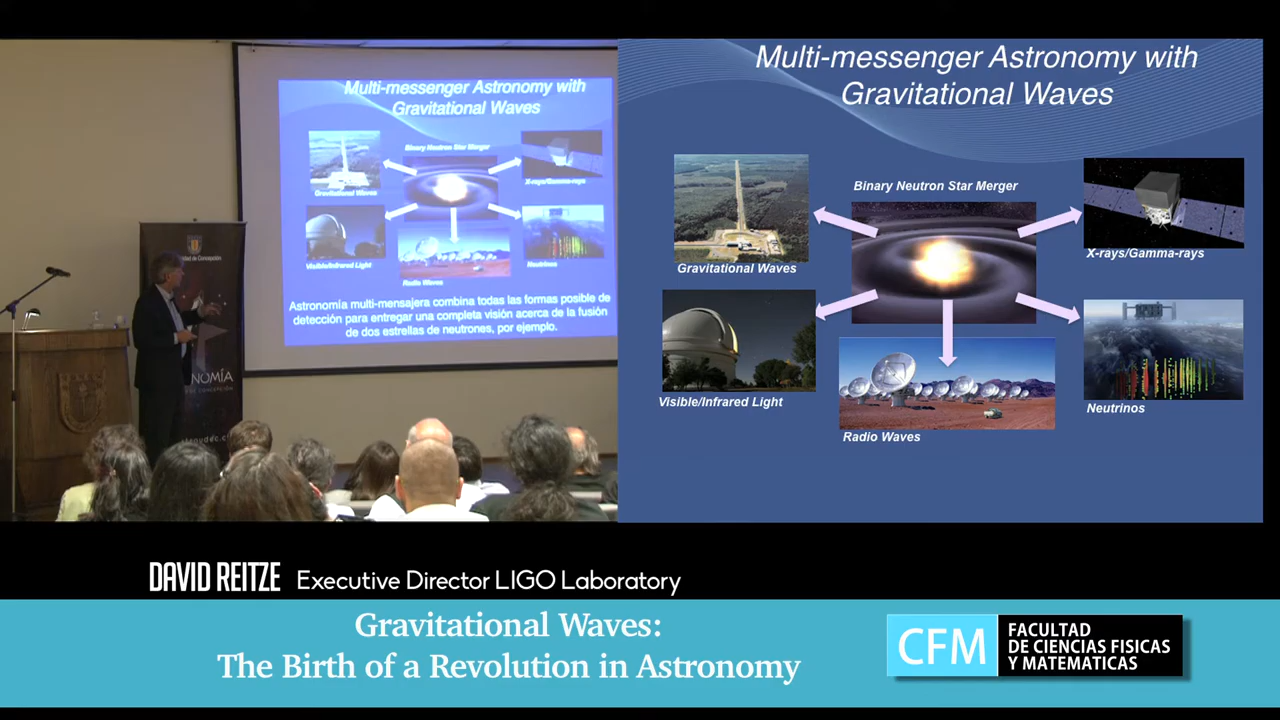 Multi-messenger Astronomy with
Gravitational Waves
Binary Neutron Star Merger
Gravitational Waves
X-rays/Gamma-rays
Visible/Infrared Light
Radio Waves
Neutrinos
Astronomía multi-mensajera combina todas las formas posible de
detección para entregar una completa visión acerca de la fusión
de dos estrellas de neutrones, por ejemplo.
NOMÍA
Multi-messenger Astronomy with
Gravitational Waves
Binary Neutron Star Merger
Gravitational Waves
X-rays/Gamma-rays
Visible/Infrared Light
Neutrinos
Radio Waves
DAVID REITZE Executive Director LIGO Laboratory
Gravitational Waves:
The Birth of a Revolution in Astronomy
CFM
FACULTAD
DE CIENCIAS FISICAS
Y MATEMATICAS